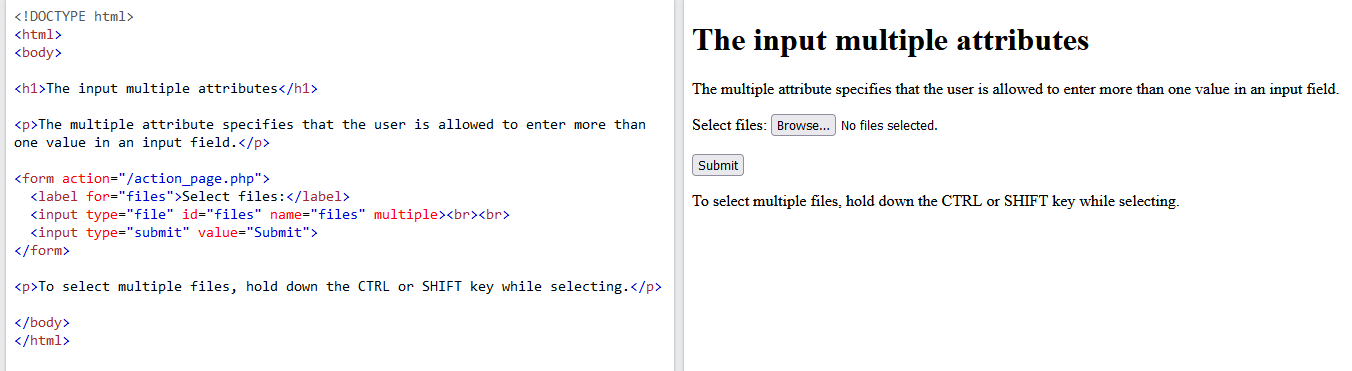 <!DOCTYPE html>
<html>
<body>
<h1>The input multiple attributes</h1>
<p>The multiple attribute specifies that the user is allowed to enter more than
one value in an input field.</p>
<form action="/action_page.php">
<label for="files">Select files:</label>
<input type="file" id="files" name="files" multiple><br><br>
<input type="submit" value="Submit">
</form>
<p>To select multiple files, hold down the CTRL or SHIFT key while selecting.</p>
</body>
</html>
The input multiple attributes
The multiple attribute specifies that the user is allowed to enter more than one value in an input field.
Select files: Browse... No files selected.
Submit
To select multiple files, hold down the CTRL or SHIFT key while selecting.